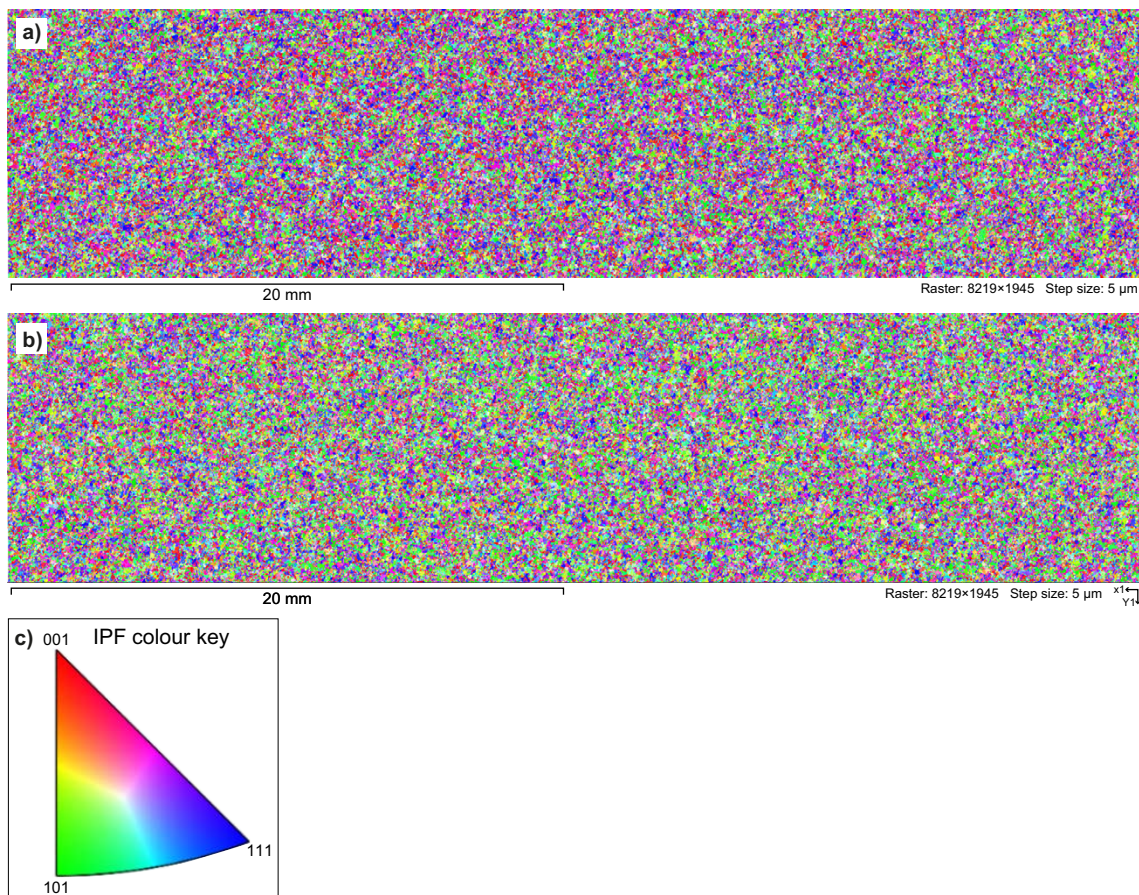 a)
20 mm
Raster: 8219×1945 Step size: 5 µm
b)
20 mm
Raster: 8219×1945 Step size: 5 µm
x1
Y1
c) 001 IPF colour key
111
101